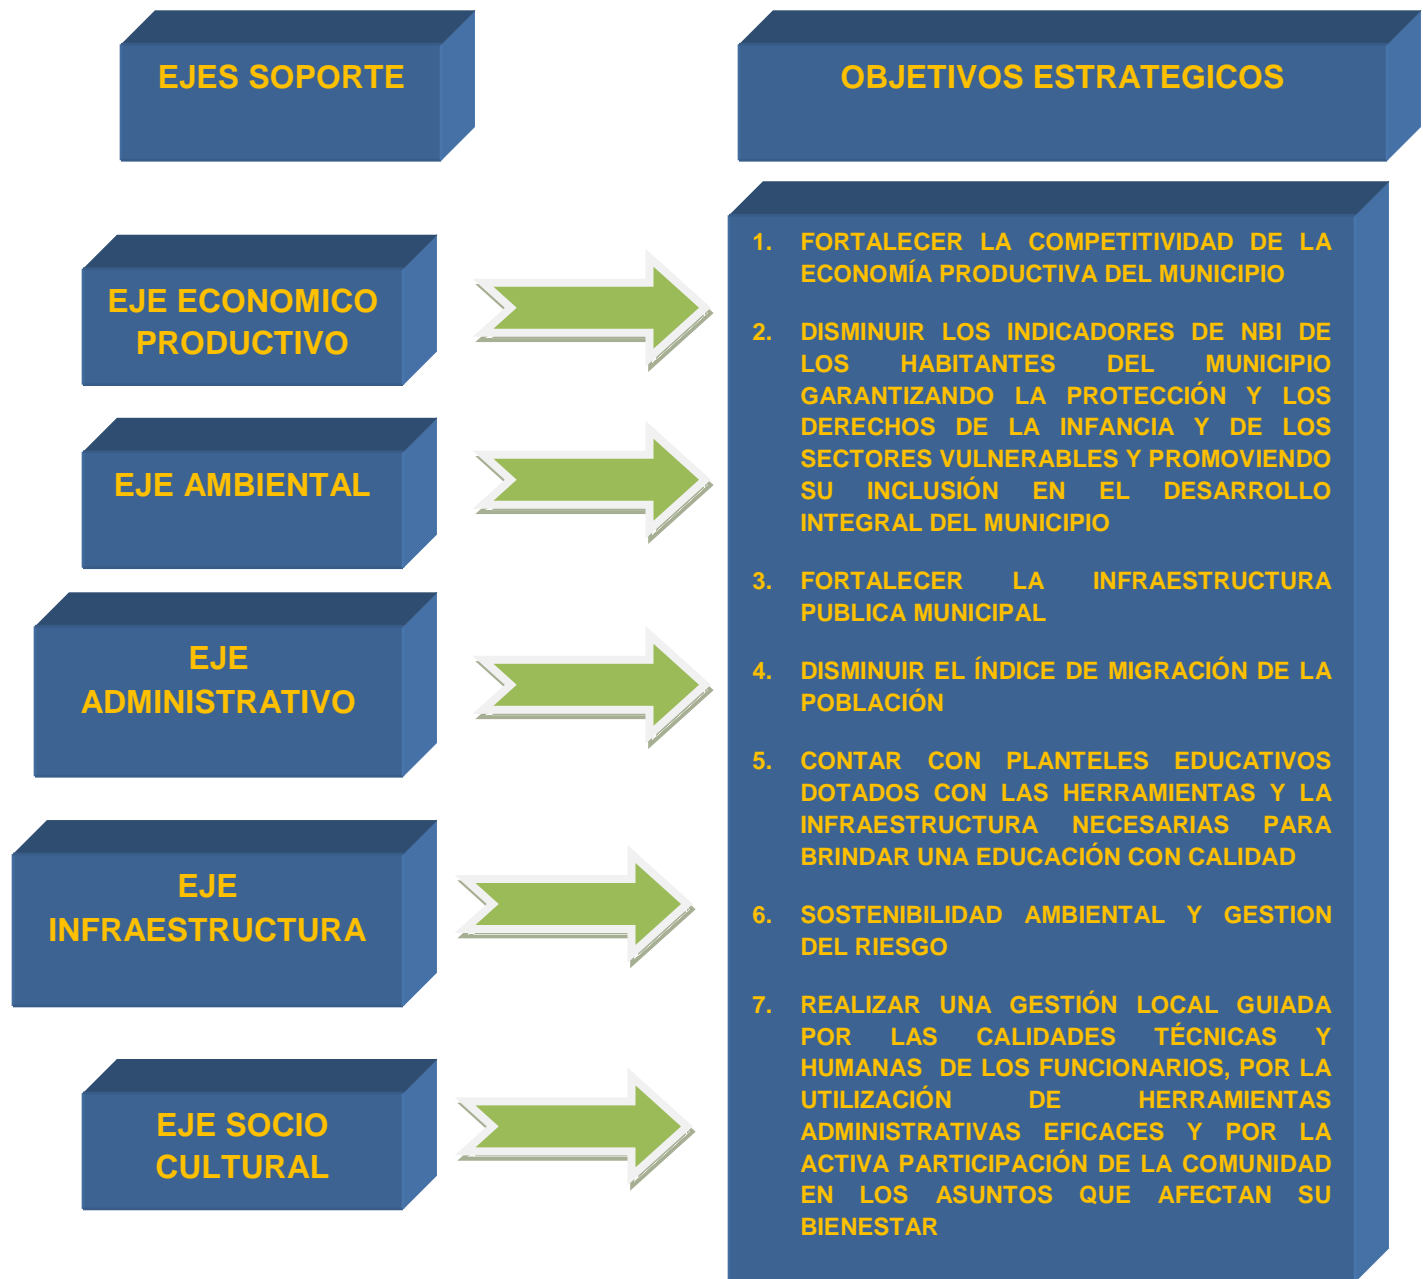 EJES SOPORTE
OBJETIVOS ESTRATEGICOS
EJE ECONOMICO
PRODUCTIVO
EJE AMBIENTAL
EJE
ADMINISTRATIVO
EJE
INFRAESTRUCTURA
EJE SOCIO
CULTURAL
1. FORTALECER LA COMPETITIVIDAD DE LA
ECONOMÍA PRODUCTIVA DEL MUNICIPIO
2. DISMINUIR LOS INDICADORES DE NBI DE
LOS HABITANTES DEL MUNICIPIO
GARANTIZANDO LA PROTECCIÓN Y LOS
DERECHOS DE LA INFANCIA Y DE LOS
SECTORES VULNERABLES Y PROMOVIENDO
SU INCLUSIÓN EN EL DESARROLLO
INTEGRAL DEL MUNICIPIO
3. FORTALECER LA INFRAESTRUCTURA
PUBLICA MUNICIPAL
4. DISMINUIR EL ÍNDICE DE MIGRACIÓN DE LA
POBLACIÓN
5. CONTAR CON PLANTELES EDUCATIVOS
DOTADOS CON LAS HERRAMIENTAS Y LA
INFRAESTRUCTURA NECESARIAS PARA
BRINDAR UNA EDUCACIÓN CON CALIDAD
6. SOSTENIBILIDAD AMBIENTAL Y GESTION
DEL RIESGO
7. REALIZAR UNA GESTIÓN LOCAL GUIADA
POR LAS CALIDADES TÉCNICAS Y
HUMANAS DE LOS FUNCIONARIOS, POR LA
UTILIZACIÓN DE HERRAMIENTAS
ADMINISTRATIVAS EFICACES Y POR LA
ACTIVA PARTICIPACIÓN DE LA COMUNIDAD
EN LOS ASUNTOS QUE AFECTAN SU
BIENESTAR